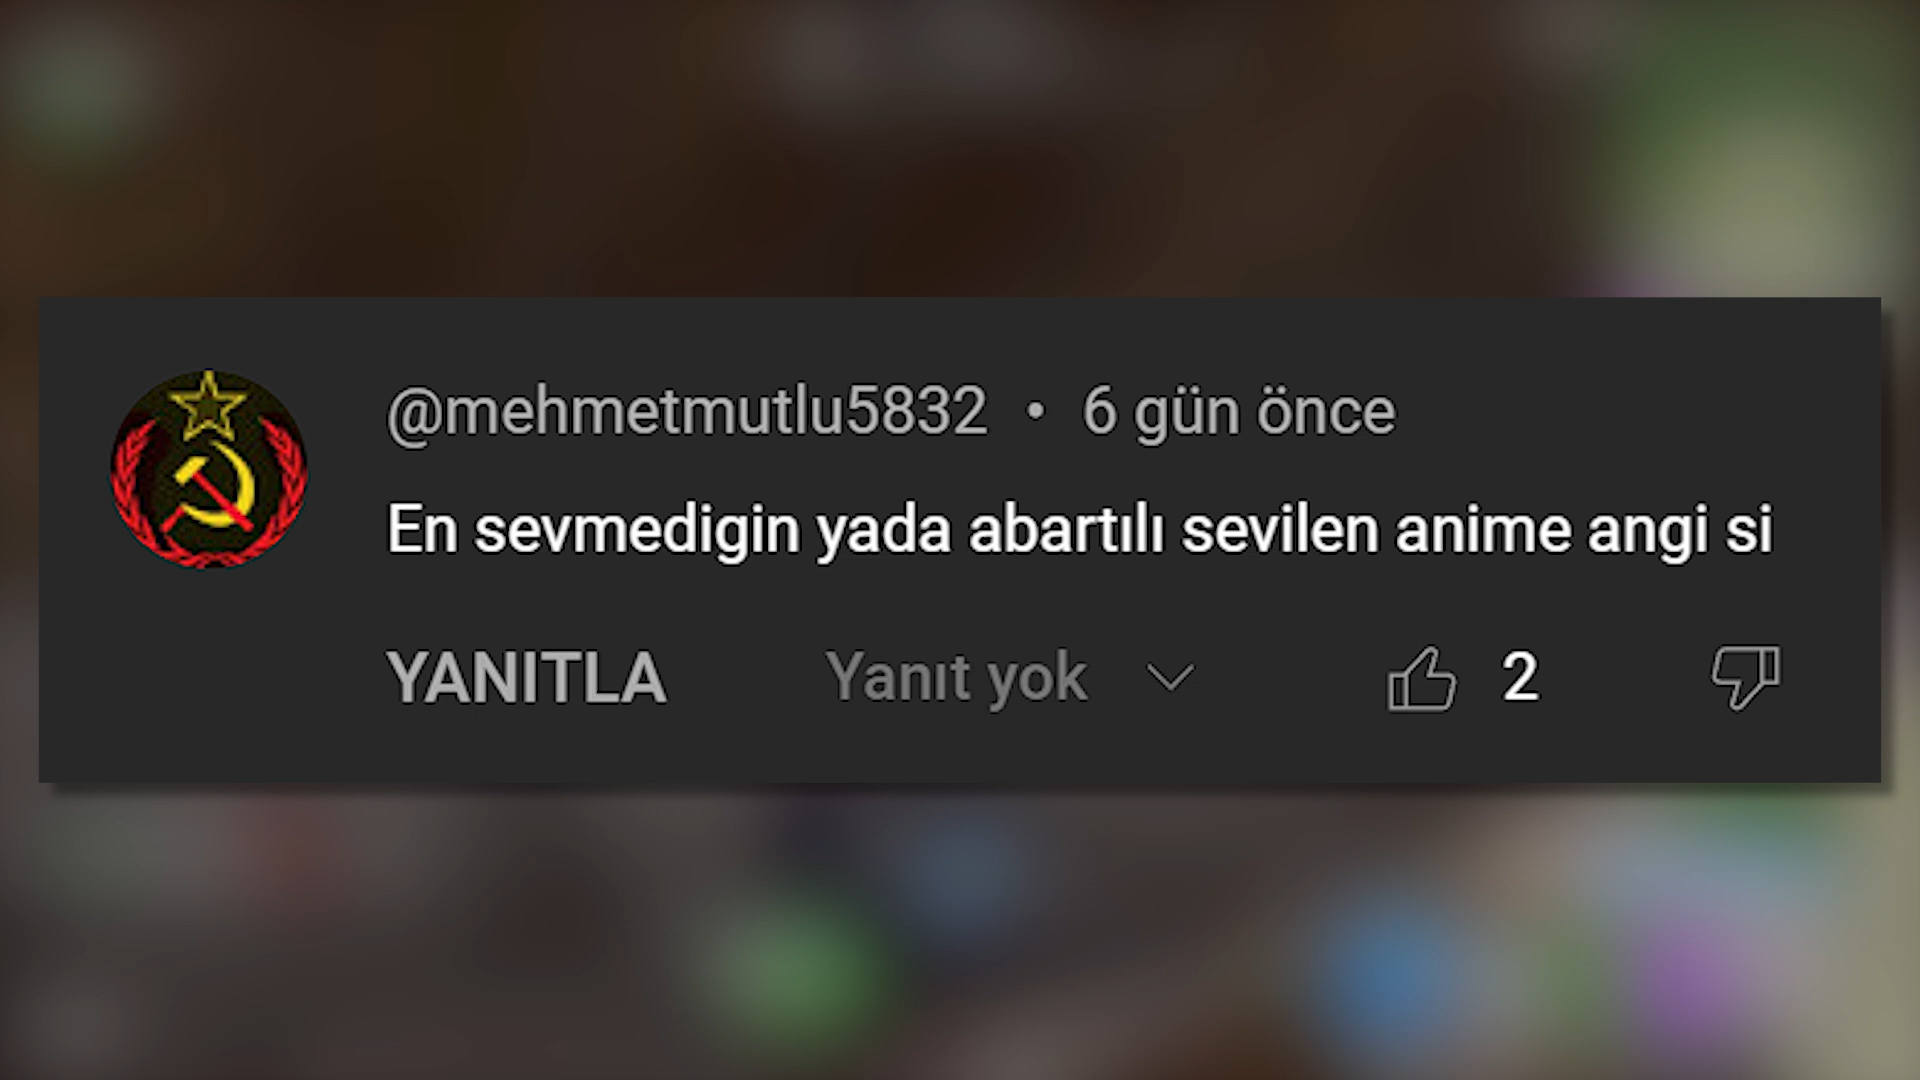 @mehmetmutlu5832 • 6 gün önce
En sevmedigin yada abartılı sevilen anime angi si
YANITLA Yanıt yok 2